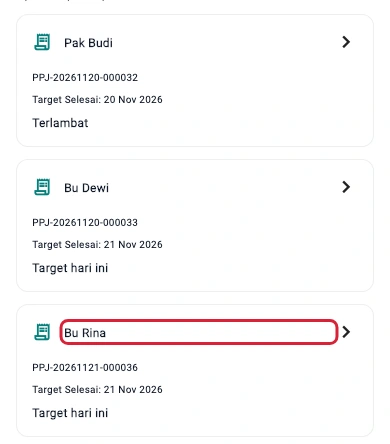 Pak Budi
PPJ-20261120-000032
Target Selesai: 20 Nov 2026
Terlambat
Bu Dewi
PPJ-20261120-000033
Target Selesai: 21 Nov 2026
Target hari ini
Bu Rina
PPJ-20261121-000036
Target Selesai: 21 Nov 2026
Target hari ini